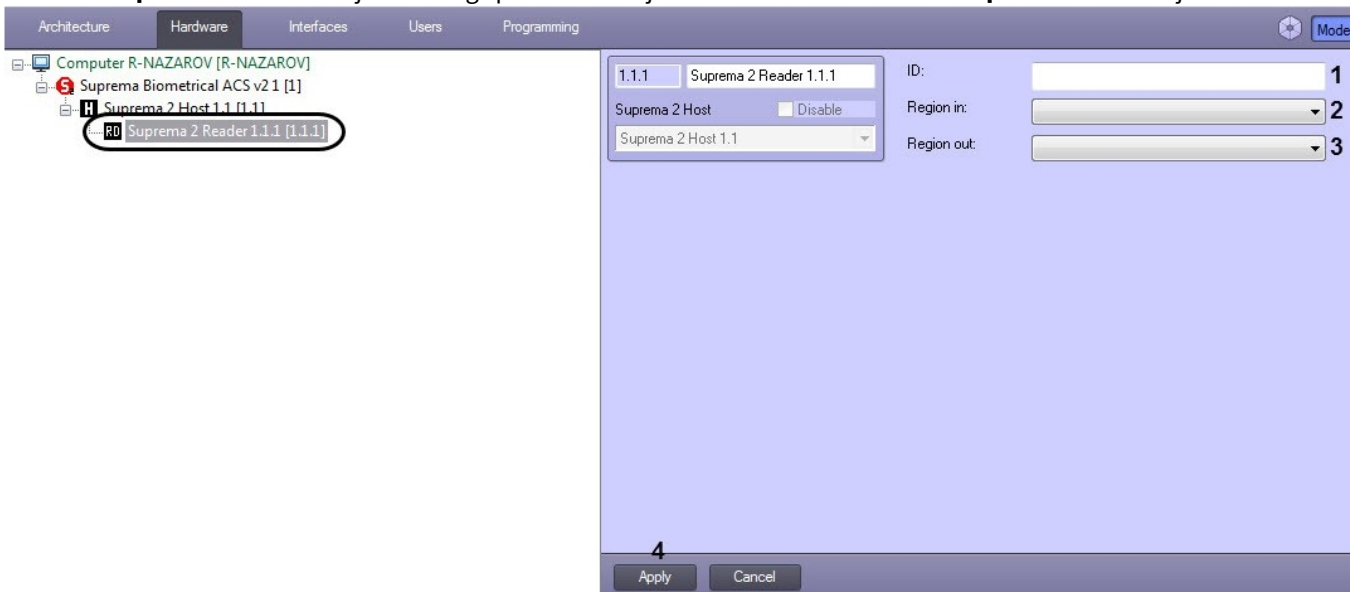 Architecture Hardware Interfaces Users Programming Mode
Computer R-NAZAROV [R-NAZAROV]
Suprema Biometrical ACS v2 1 [1]
H Suprema 2 Host 1.1 [1.1]
RD Suprema 2 Reader 1.1.1 [1.1.1]
1.1.1 Suprema 2 Reader 1.1.1
Suprema 2 Host Disable
Suprema 2 Host 1.1
ID: 1
Region in: 2
Region out: 3
4
Apply Cancel